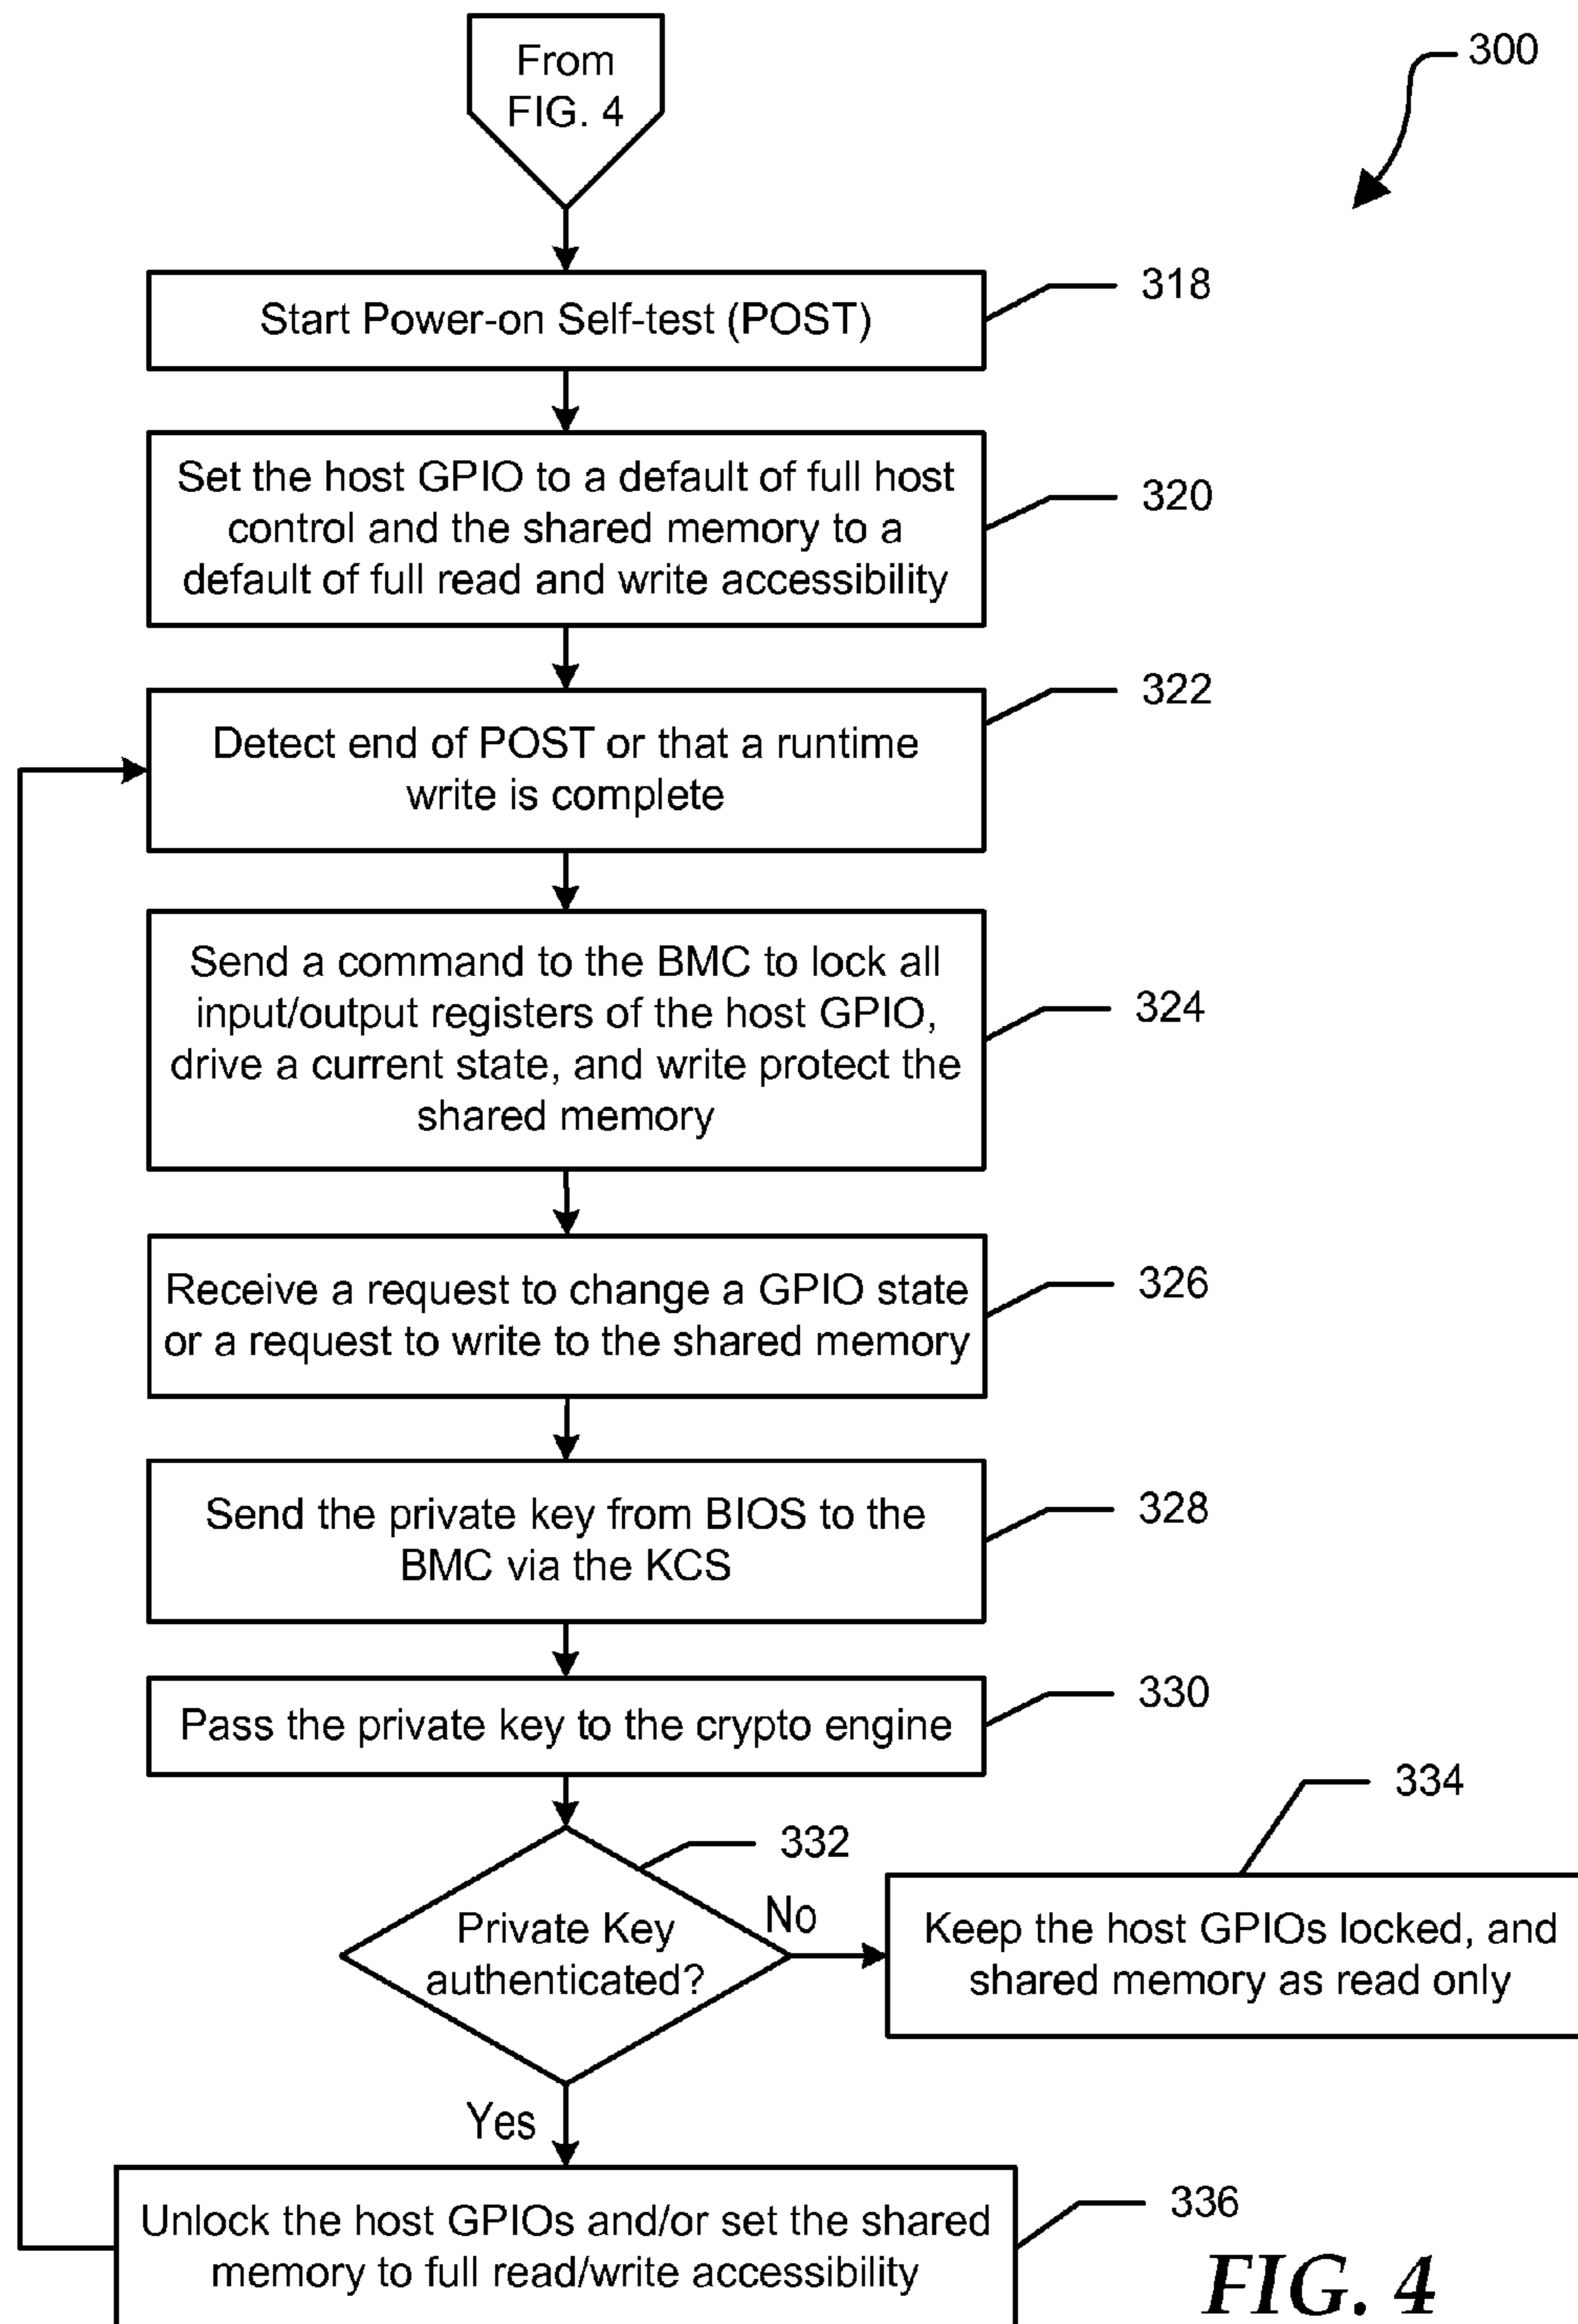 From
FIG. 4
300
Start Power-on Self-test (POST)
318
Set the host GPIO to a default of full host
control and the shared memory to a
default of full read and write accessibility
320
Detect end of POST or that a runtime
write is complete
322
Send a command to the BMC to lock all
input/output registers of the host GPIO,
drive a current state, and write protect the
shared memory
324
Receive a request to change a GPIO state
or a request to write to the shared memory
326
Send the private key from BIOS to the
BMC via the KCS
328
Pass the private key to the crypto engine
330
Private Key
authenticated?
332
No
Keep the host GPIOs locked, and
shared memory as read only
334
Yes
Unlock the host GPIOs and/or set the shared
memory to full read/write accessibility
336
FIG. 4